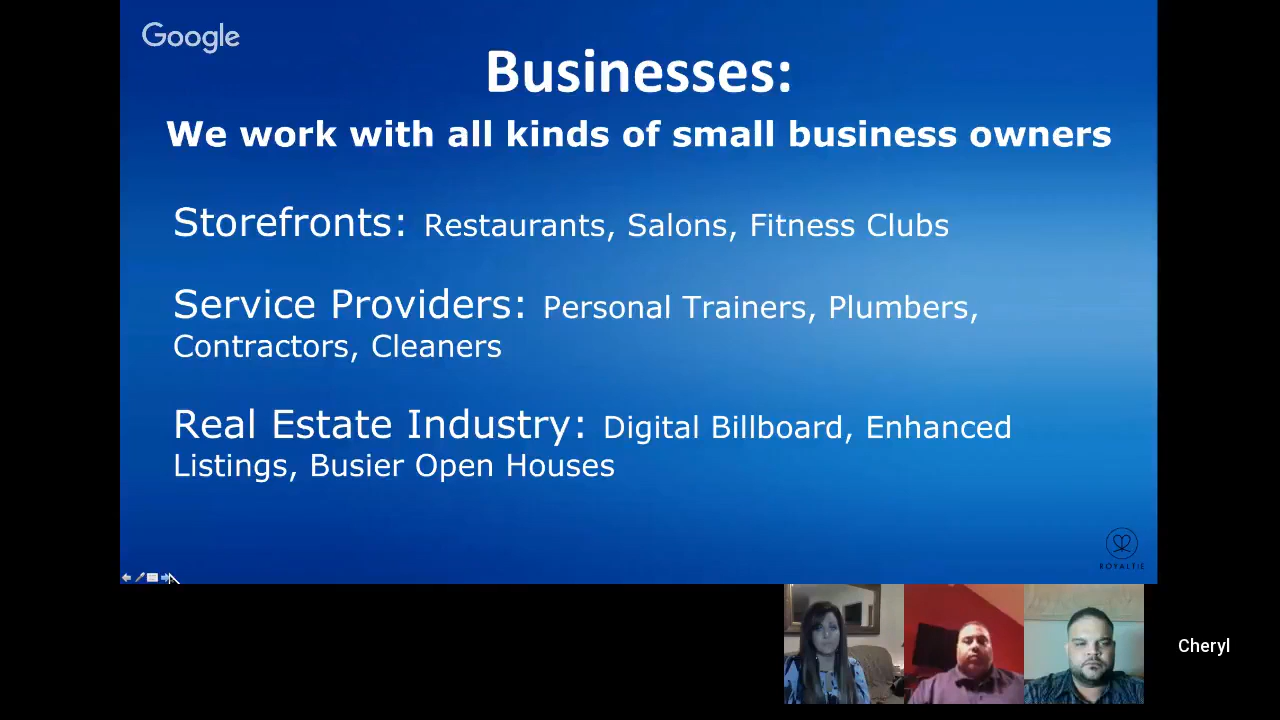 Google
Businesses:
We work with all kinds of small business owners
Storefronts: Restaurants, Salons, Fitness Clubs
Service Providers: Personal Trainers, Plumbers,
Contractors, Cleaners
Real Estate Industry: Digital Billboard, Enhanced
Listings, Busier Open Houses
ROYALTIE
Cheryl